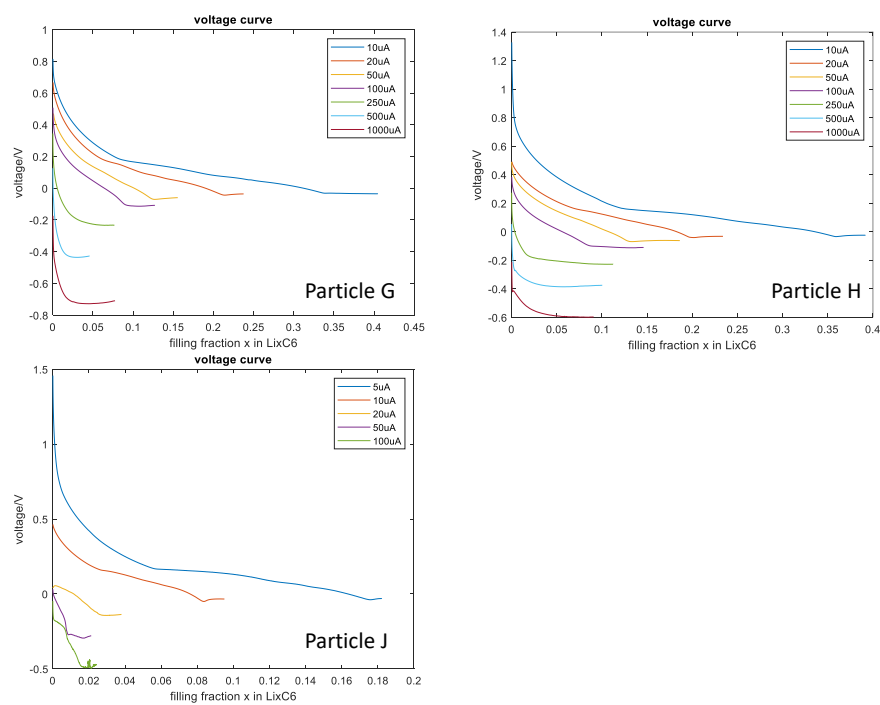 voltage curve
1
0.8
0.6
0.4
0.2
0
-0.2
-0.4
-0.6
-0.8
voltage/V
10uA
20uA
50uA
100uA
250uA
500uA
1000uA
Particle G
0 0.05 0.1 0.15 0.2 0.25 0.3 0.35 0.4 0.45
filling fraction x in LixC6
voltage curve
1.4
1.2
1
0.8
0.6
0.4
0.2
0
-0.2
-0.4
-0.6
voltage/V
10uA
20uA
50uA
100uA
250uA
500uA
1000uA
Particle H
0 0.05 0.1 0.15 0.2 0.25 0.3 0.35 0.4
filling fraction x in LixC6
voltage curve
1.5
1
0.5
0
-0.5
voltage/V
5uA
10uA
20uA
50uA
100uA
Particle J
0 0.02 0.04 0.06 0.08 0.1 0.12 0.14 0.16 0.18 0.2
filling fraction x in LixC6